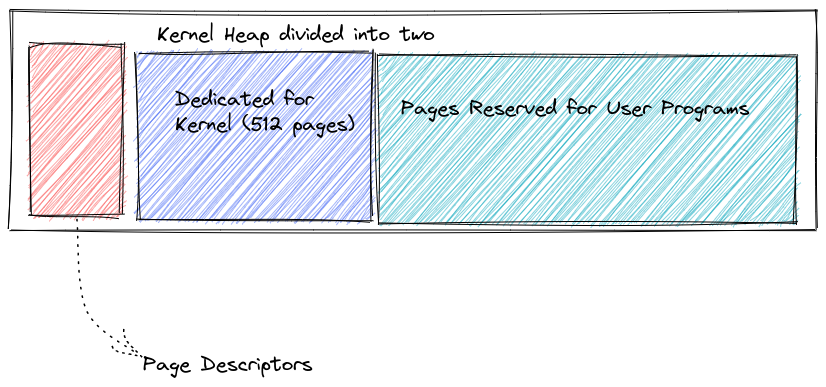 Kernel Heap divided into two
Dedicated for
Kernel (512 pages)
Pages Reserved for User Programs
Page Descriptors